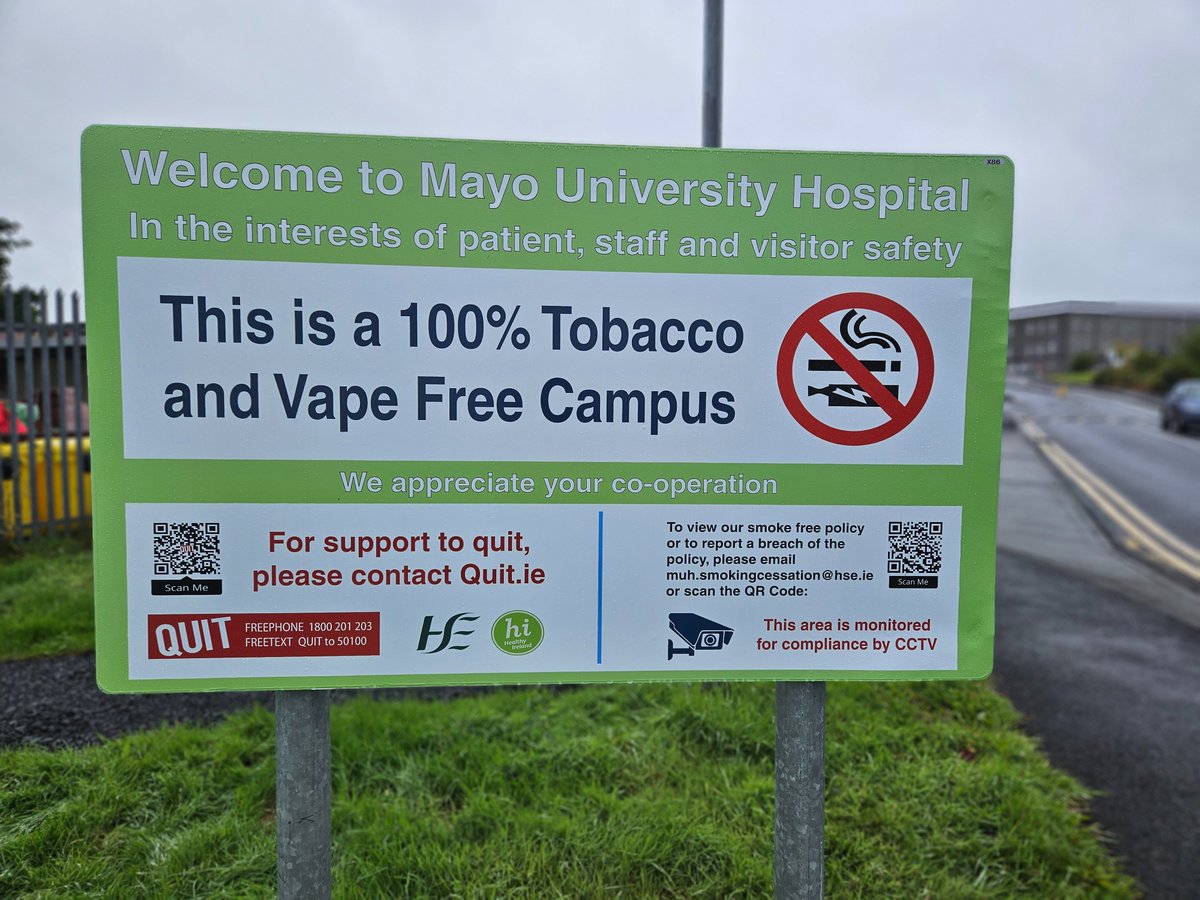 X86
Welcome to Mayo University Hospital
In the interests of patient, staff and visitor safety
This is a 100% Tobacco
and Vape Free Campus
We appreciate your co-operation
QUIT
Scan Me
For support to quit,
please contact Quit.ie
QUIT
FREEPHONE 1800 201 203
FREETEXT QUIT to 50100
HSE
hi
Healthy
Ireland
To view our smoke free policy
or to report a breach of the
policy, please email
muh.smokingcessation@hse.ie
or scan the QR Code:
Scan Me
This area is monitored
for compliance by CCTV